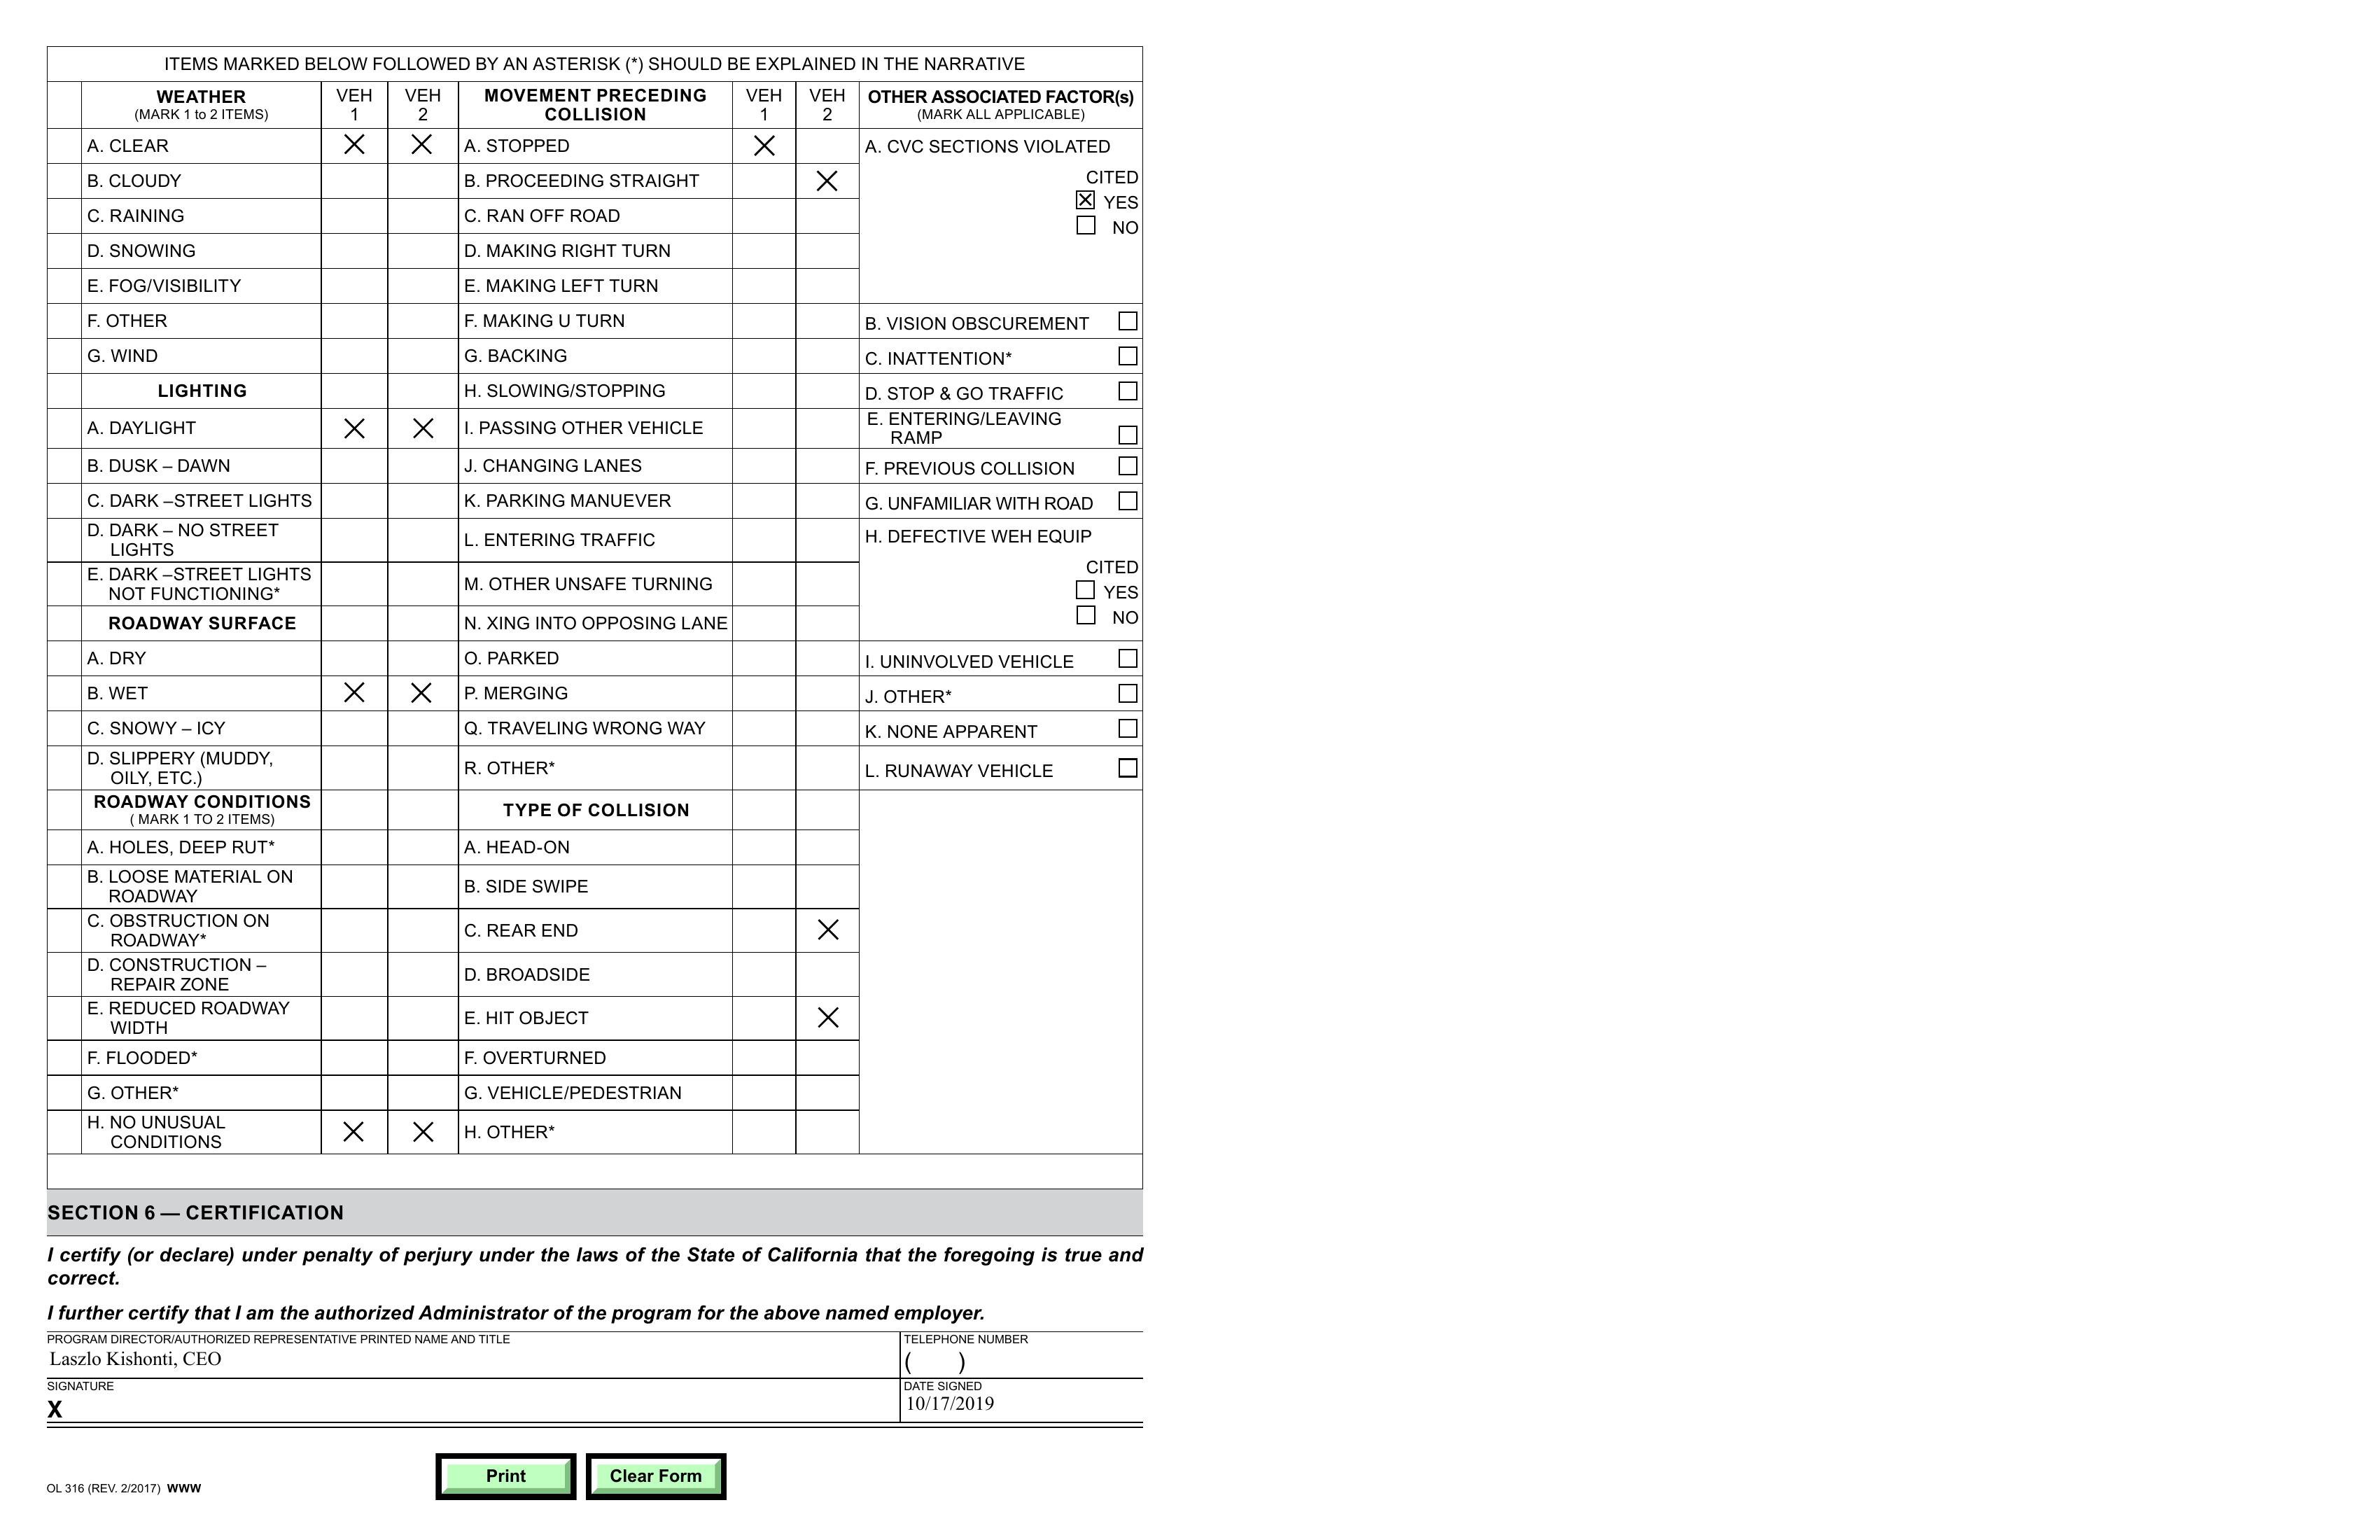 ITEMS MARKED BELOW FOLLOWED BY AN ASTERISK (*) SHOULD BE EXPLAINED IN THE NARRATIVE
WEATHER
(MARK 1 to 2 ITEMS)
VEH 1
VEH 2
MOVEMENT PRECEDING
COLLISION
VEH 1
VEH 2
OTHER ASSOCIATED FACTOR(s)
(MARK ALL APPLICABLE)
A. CLEAR
A. STOPPED
A. CVC SECTIONS VIOLATED
B. CLOUDY
B. PROCEEDING STRAIGHT
CITED
YES
C. RAINING
C. RAN OFF ROAD
NO
D. SNOWING
D. MAKING RIGHT TURN
E. FOG/VISIBILITY
E. MAKING LEFT TURN
F. OTHER
F. MAKING U TURN
B. VISION OBSCUREMENT
G. WIND
G. BACKING
C. INATTENTION*
LIGHTING
H. SLOWING/STOPPING
D. STOP & GO TRAFFIC
A. DAYLIGHT
I. PASSING OTHER VEHICLE
E. ENTERING/LEAVING
RAMP
B. DUSK – DAWN
J. CHANGING LANES
F. PREVIOUS COLLISION
C. DARK –STREET LIGHTS
K. PARKING MANUEVER
G. UNFAMILIAR WITH ROAD
D. DARK – NO STREET
LIGHTS
L. ENTERING TRAFFIC
H. DEFECTIVE WEH EQUIP
CITED
E. DARK –STREET LIGHTS
NOT FUNCTIONING*
M. OTHER UNSAFE TURNING
YES
ROADWAY SURFACE
N. XING INTO OPPOSING LANE
NO
A. DRY
O. PARKED
I. UNINVOLVED VEHICLE
B. WET
P. MERGING
J. OTHER*
C. SNOWY – ICY
Q. TRAVELING WRONG WAY
K. NONE APPARENT
D. SLIPPERY (MUDDY,
OILY, ETC.)
R. OTHER*
L. RUNAWAY VEHICLE
ROADWAY CONDITIONS
( MARK 1 TO 2 ITEMS)
TYPE OF COLLISION
A. HOLES, DEEP RUT*
A. HEAD-ON
B. LOOSE MATERIAL ON
ROADWAY
B. SIDE SWIPE
C. OBSTRUCTION ON
ROADWAY*
C. REAR END
D. CONSTRUCTION –
REPAIR ZONE
D. BROADSIDE
E. REDUCED ROADWAY
WIDTH
E. HIT OBJECT
F. FLOODED*
F. OVERTURNED
G. OTHER*
G. VEHICLE/PEDESTRIAN
H. NO UNUSUAL
CONDITIONS
H. OTHER*
SECTION 6 — CERTIFICATION
I certify (or declare) under penalty of perjury under the laws of the State of California that the foregoing is true and
correct.
I further certify that I am the authorized Administrator of the program for the above named employer.
PROGRAM DIRECTOR/AUTHORIZED REPRESENTATIVE PRINTED NAME AND TITLE
Laszlo Kishonti, CEO
TELEPHONE NUMBER
( )
SIGNATURE
X
DATE SIGNED
10/17/2019
Print
Clear Form
OL 316 (REV. 2/2017) WWW